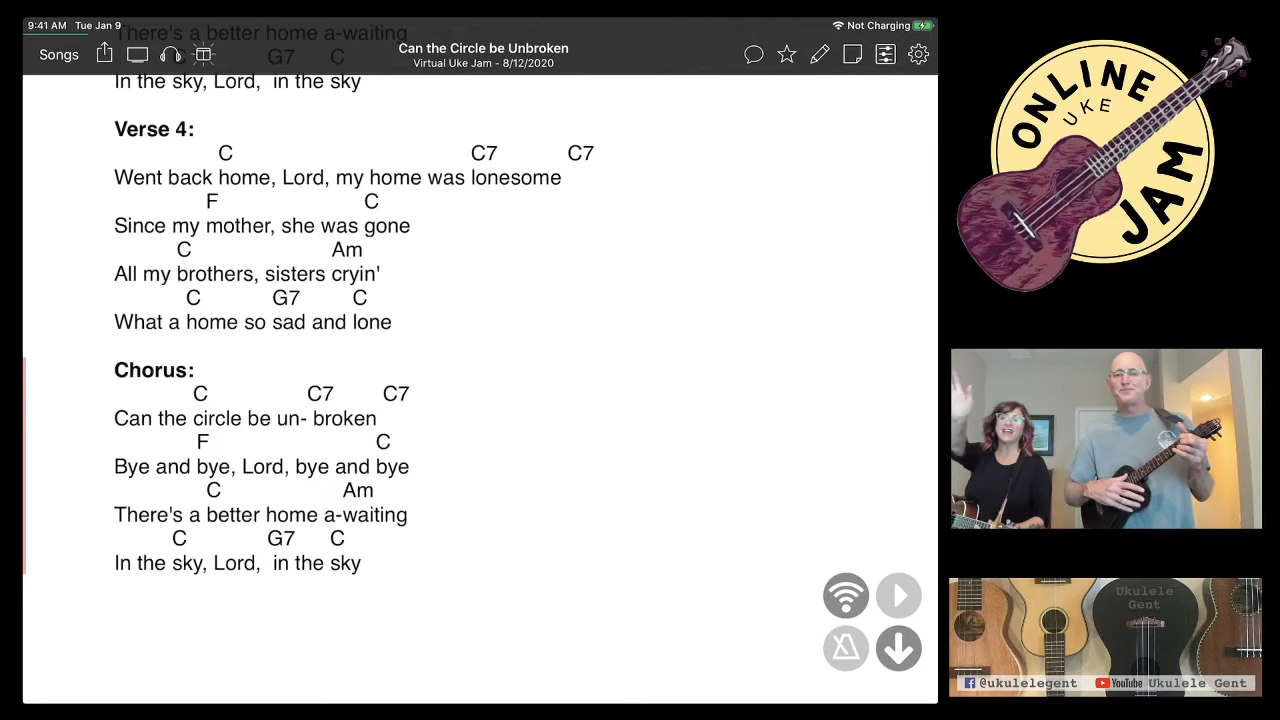 9:41 AM Tue Jan 9
Not Charging
There's a better home a-waiting
Songs
Can the Circle be Unbroken
Virtual Uke Jam - 8/12/2020
C G7 C
In the sky, Lord, in the sky
Verse 4:
C C7 C7
Went back home, Lord, my home was lonesome
F C
Since my mother, she was gone
C Am
All my brothers, sisters cryin'
C G7 C
What a home so sad and lone
Chorus:
C C7 C7
Can the circle be un- broken
F C
Bye and bye, Lord, bye and bye
C Am
There's a better home a-waiting
C G7 C
In the sky, Lord, in the sky
ONLINE
UKE
JAM
Ukulele
Gent
@ukulelegent YouTube Ukulele Gent